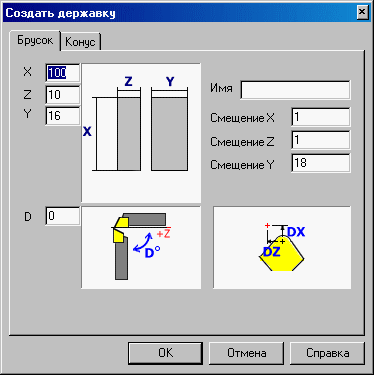 Создать державку
Брусок Конус
X 100
Z 10
Y 16
Z Y
X
Имя
Смещение X 1
Смещение Z 1
Смещение Y 18
D 0
+Z
D°
DX
DZ
OK Отмена Справка